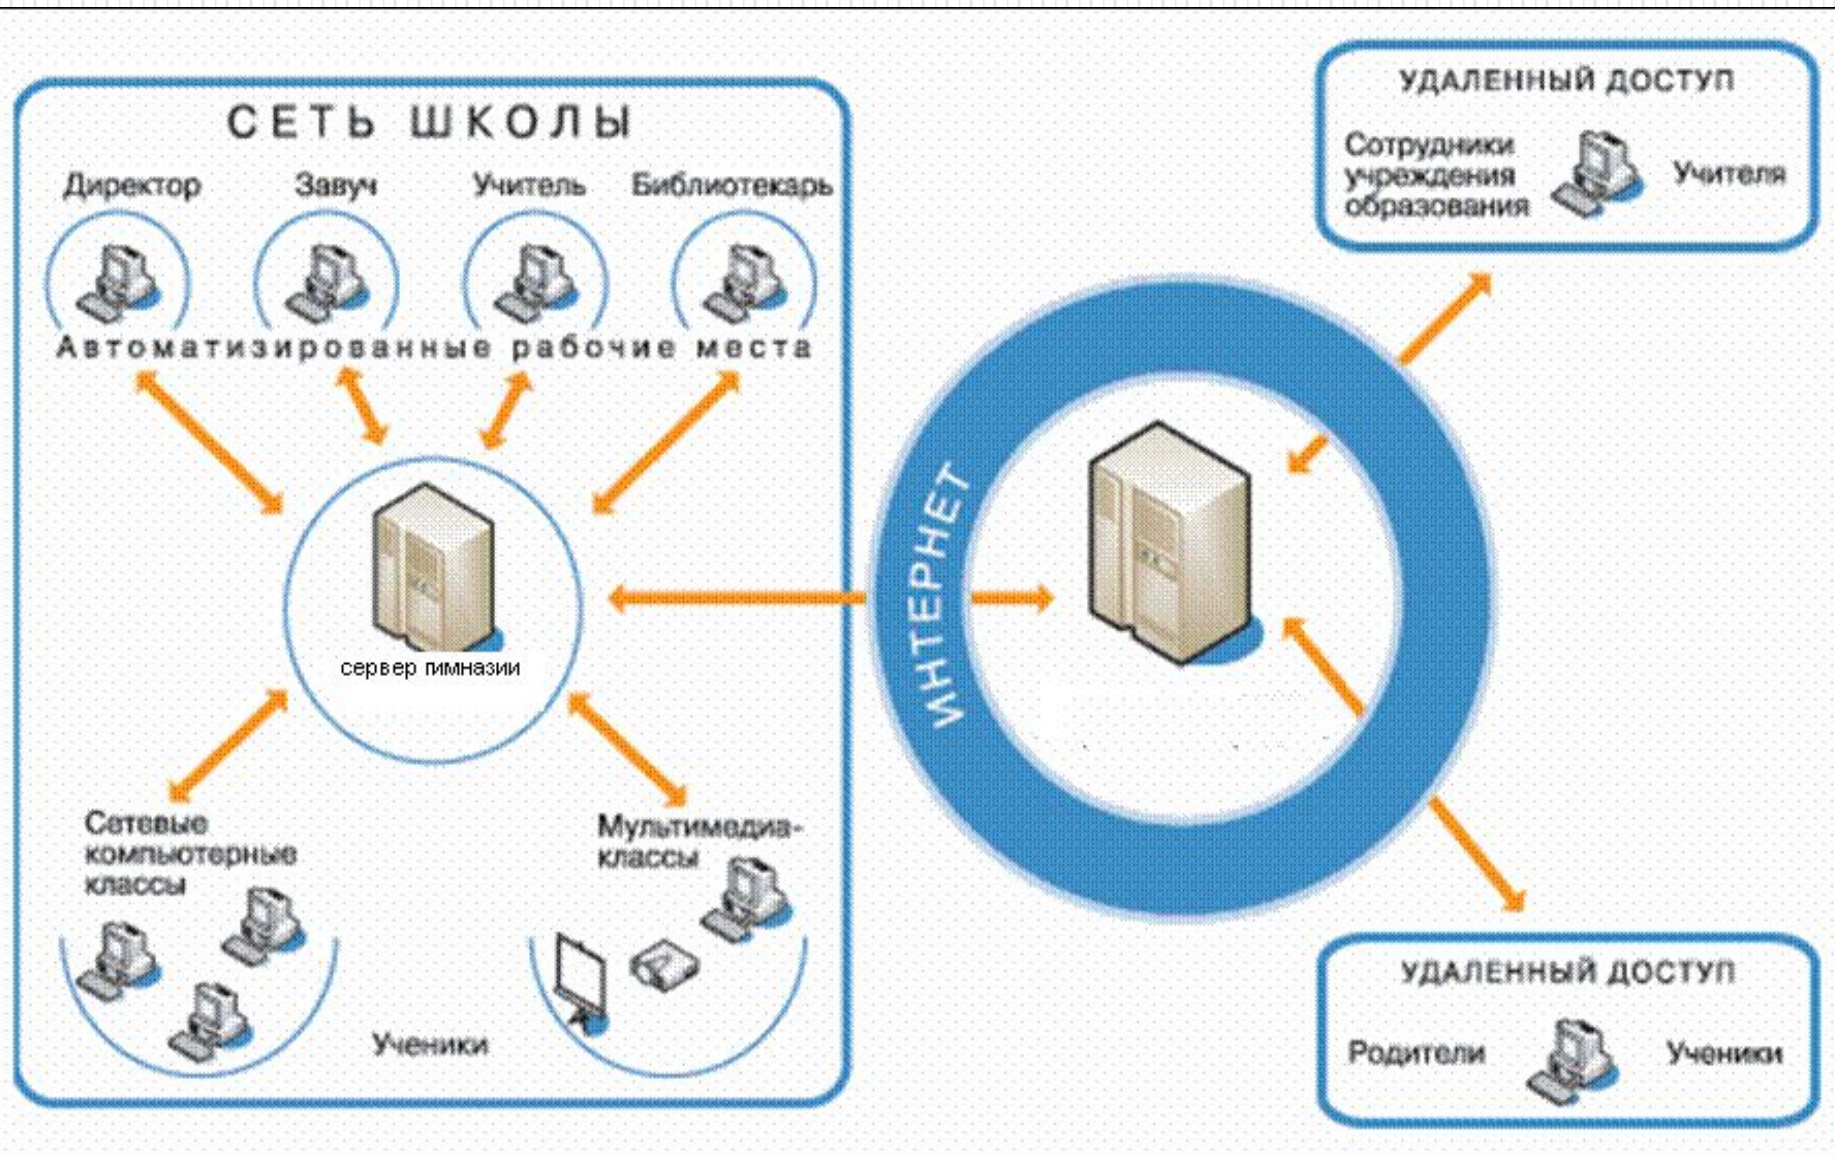 СЕТЬ ШКОЛЫ
Директор
Завуч
Учитель
Библиотекарь
Автоматизированные рабочие места
сервер гимназии
Сетевые
компьютерные
классы
Мультимедиа-
классы
Ученики
ИНТЕРНЕТ
УДАЛЕННЫЙ ДОСТУП
Сотрудники
учреждения
образования
Учителя
УДАЛЕННЫЙ ДОСТУП
Родители
Ученики